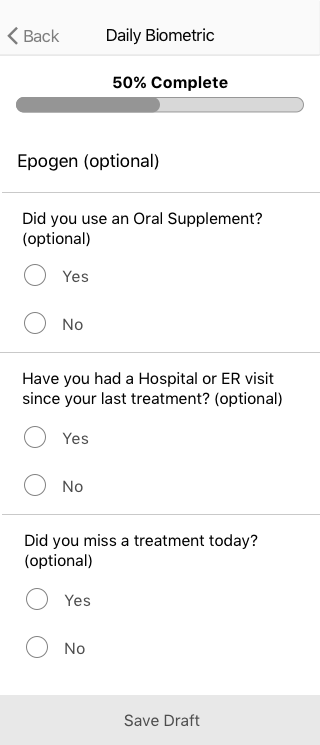 Back
Daily Biometric
50% Complete
Epogen (optional)
Did you use an Oral Supplement?
(optional)
Yes
No
Have you had a Hospital or ER visit
since your last treatment? (optional)
Yes
No
Did you miss a treatment today?
(optional)
Yes
No
Save Draft